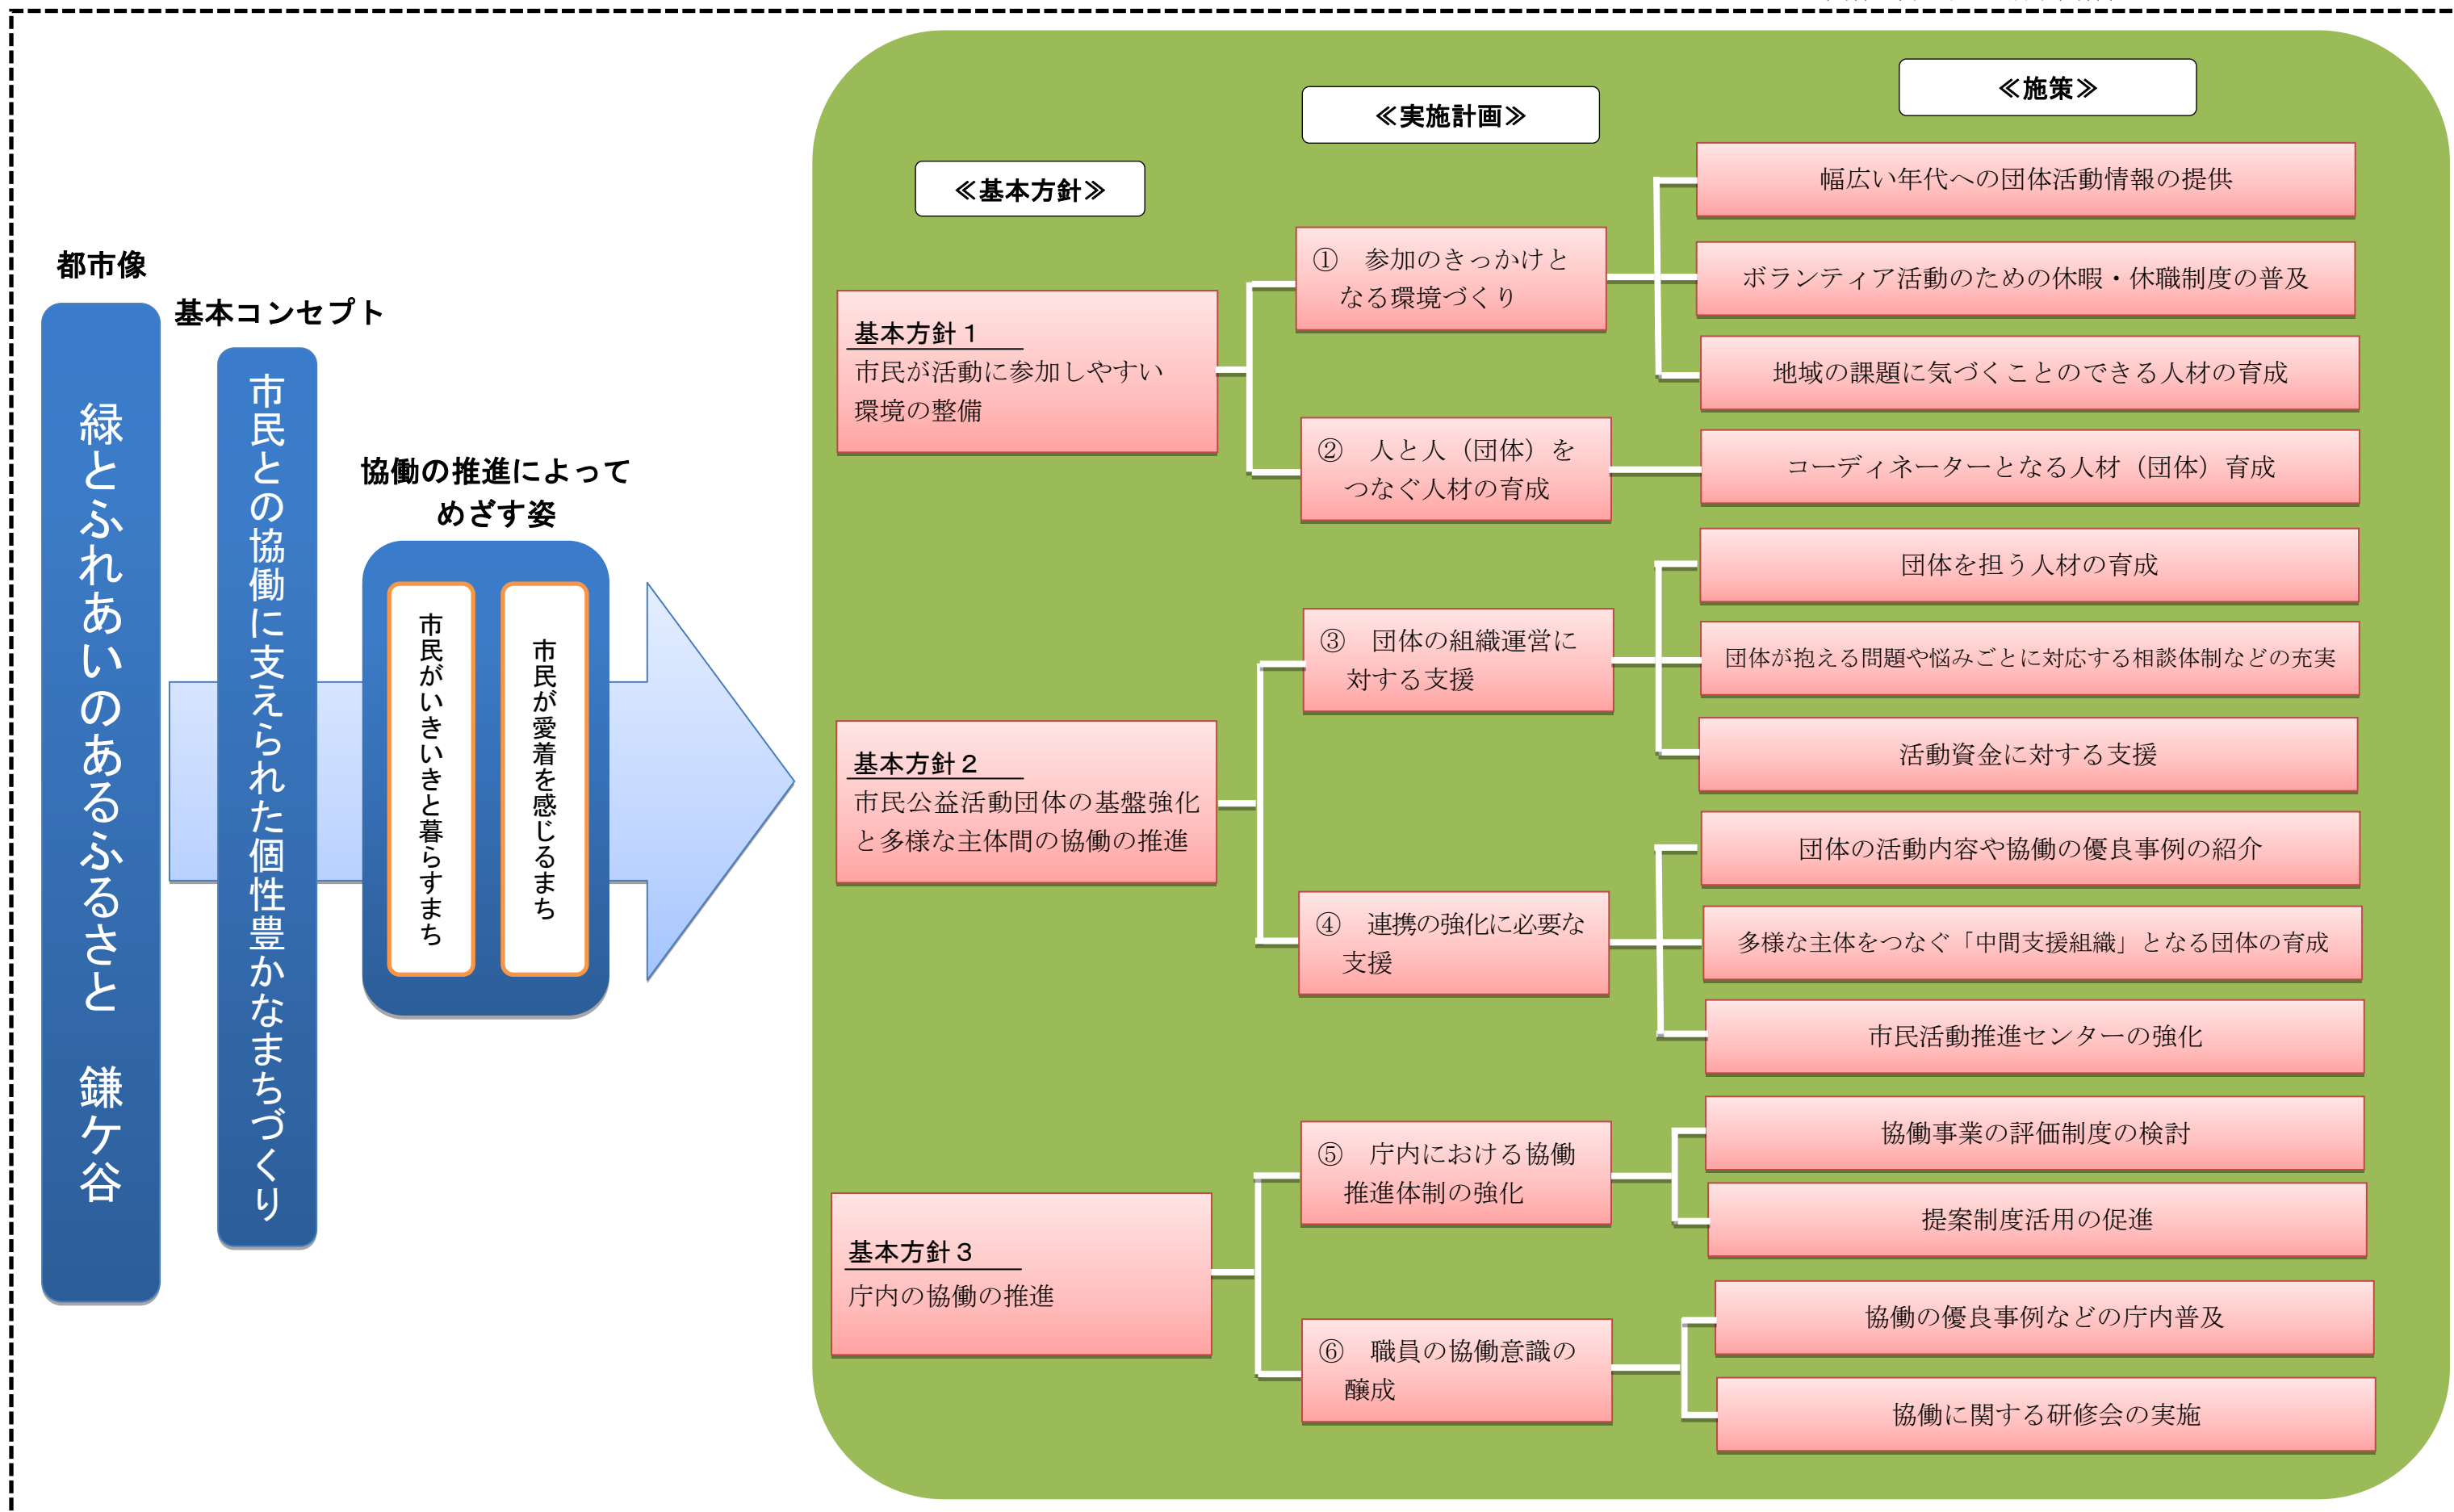 都市像
緑とふれあいのあるふるさと　鎌ケ谷
基本コンセプト
市民との協働に支えられた個性豊かなまちづくり
協働の推進によって
めざす姿
市民がいきいきと暮らすまち
市民が愛着を感じるまち
≪基本方針≫
≪実施計画≫
≪施策≫
基本方針１
市民が活動に参加しやすい
環境の整備
①　参加のきっかけと
なる環境づくり
幅広い年代への団体活動情報の提供
ボランティア活動のための休暇・休職制度の普及
地域の課題に気づくことのできる人材の育成
②　人と人（団体）を
つなぐ人材の育成
コーディネーターとなる人材（団体）育成
基本方針２
市民公益活動団体の基盤強化
と多様な主体間の協働の推進
③　団体の組織運営に
対する支援
団体を担う人材の育成
団体が抱える問題や悩みごとに対応する相談体制などの充実
活動資金に対する支援
④　連携の強化に必要な
支援
団体の活動内容や協働の優良事例の紹介
多様な主体をつなぐ「中間支援組織」となる団体の育成
市民活動推進センターの強化
基本方針３
庁内の協働の推進
⑤　庁内における協働
推進体制の強化
協働事業の評価制度の検討
提案制度活用の促進
⑥　職員の協働意識の
醸成
協働の優良事例などの庁内普及
協働に関する研修会の実施